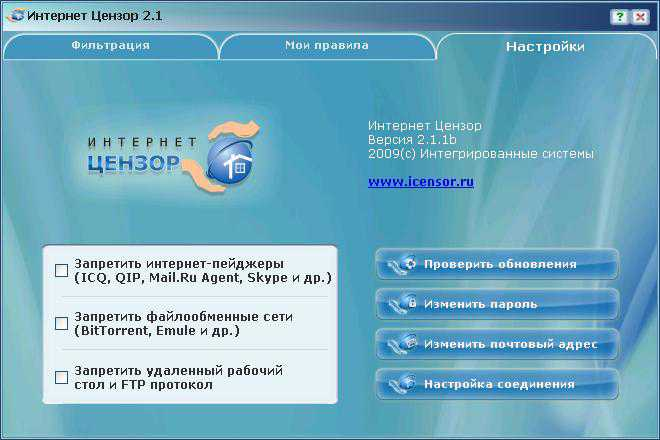 Интернет Цензор 2.1
Фильтрация
Мои правила
Настройки
ИНТЕРНЕТ
ЦЕНЗОР
Интернет Цензор
Версия 2.1.1b
2009(c) Интегрированные системы
www.icensor.ru
Запретить интернет-пейджеры
(ICQ, QIP, Mail.Ru Agent, Skype и др.)
Запретить файлообменные сети
(BitTorrent, Emule и др.)
Запретить удаленный рабочий
стол и FTP протокол
Проверить обновления
Изменить пароль
Изменить почтовый адрес
Настройка соединения